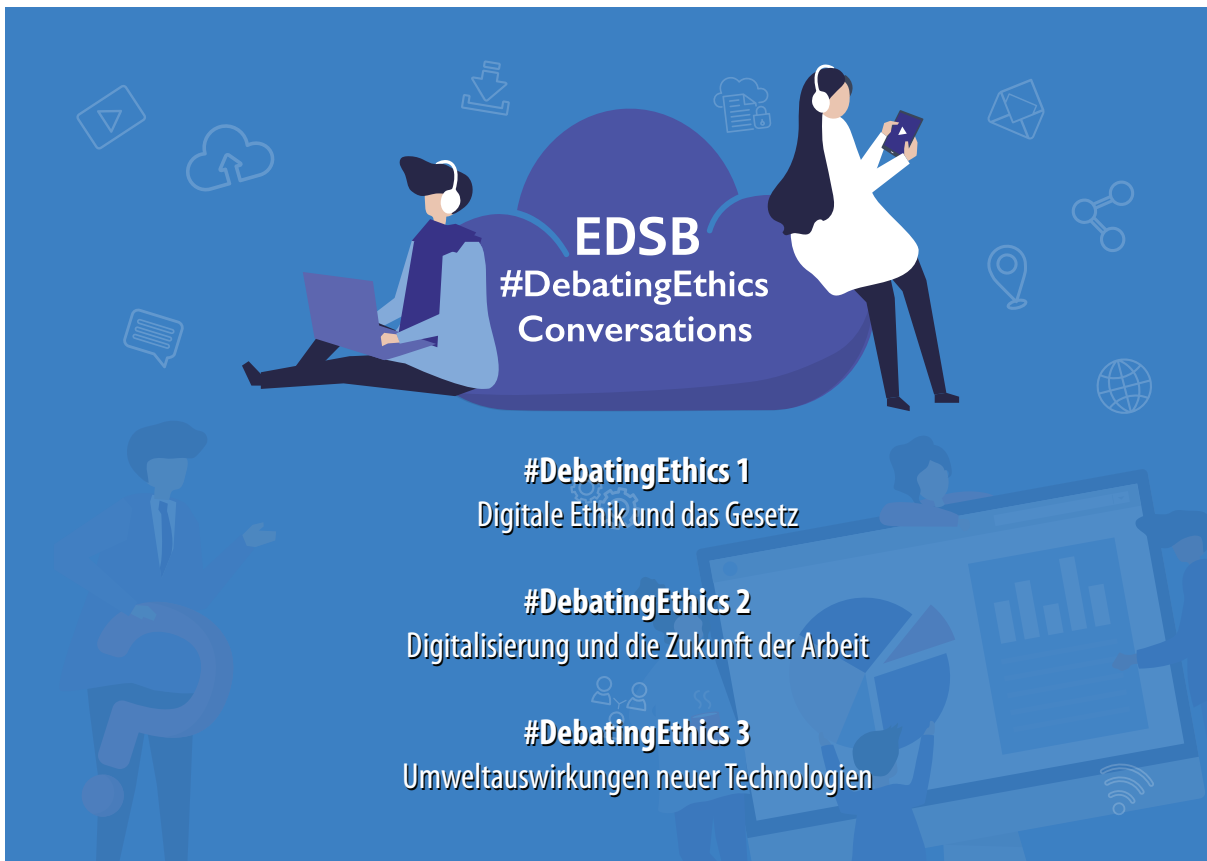 EDSB
#DebatingEthics
Conversations
#DebatingEthics 1
Digitale Ethik und das Gesetz
#DebatingEthics 2
Digitalisierung und die Zukunft der Arbeit
#DebatingEthics 3
Umweltauswirkungen neuer Technologien